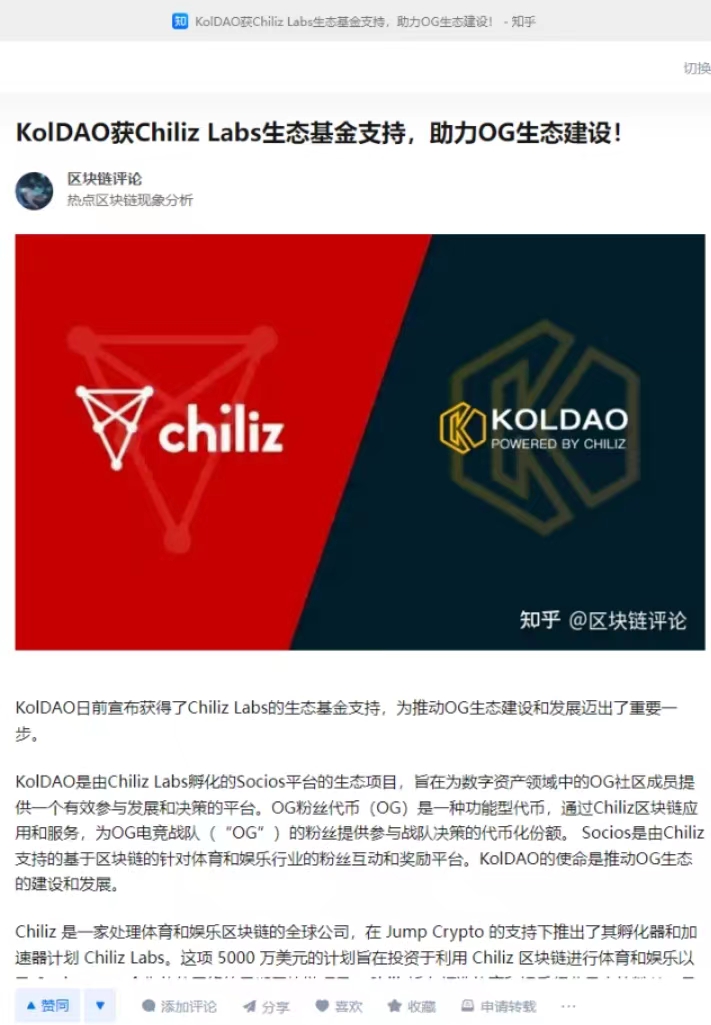 知 KolDAO获Chiliz Labs生态基金支持，助力OG生态建设！ - 知乎
切换
KolDAO获Chiliz Labs生态基金支持，助力OG生态建设！
区块链评论
热点区块链现象分析
chiliz
KOLDAO
POWERED BY CHILIZ
知乎 @区块链评论
KolDAO日前宣布获得了Chiliz Labs的生态基金支持，为推动OG生态建设和发展迈出了重要一
步。
KolDAO是由Chiliz Labs孵化的Socios平台的生态项目，旨在为数字资产领域中的OG社区成员提
供一个有效参与发展和决策的平台。OG粉丝代币（OG）是一种功能型代币，通过Chiliz区块链应
用和服务，为OG电竞战队（“OG”）的粉丝提供参与战队决策的代币化份额。 Socios是由Chiliz
支持的基于区块链的针对体育和娱乐行业的粉丝互动和奖励平台。KolDAO的使命是推动OG生态
的建设和发展。
Chiliz 是一家处理体育和娱乐区块链的全球公司，在 Jump Crypto 的支持下推出了其孵化器和加
速器计划 Chiliz Labs。这项 5000 万美元的计划旨在投资于利用 Chiliz 区块链进行体育和娱乐以
赞同 添加评论 分享 喜欢 收藏 申请转载 ···